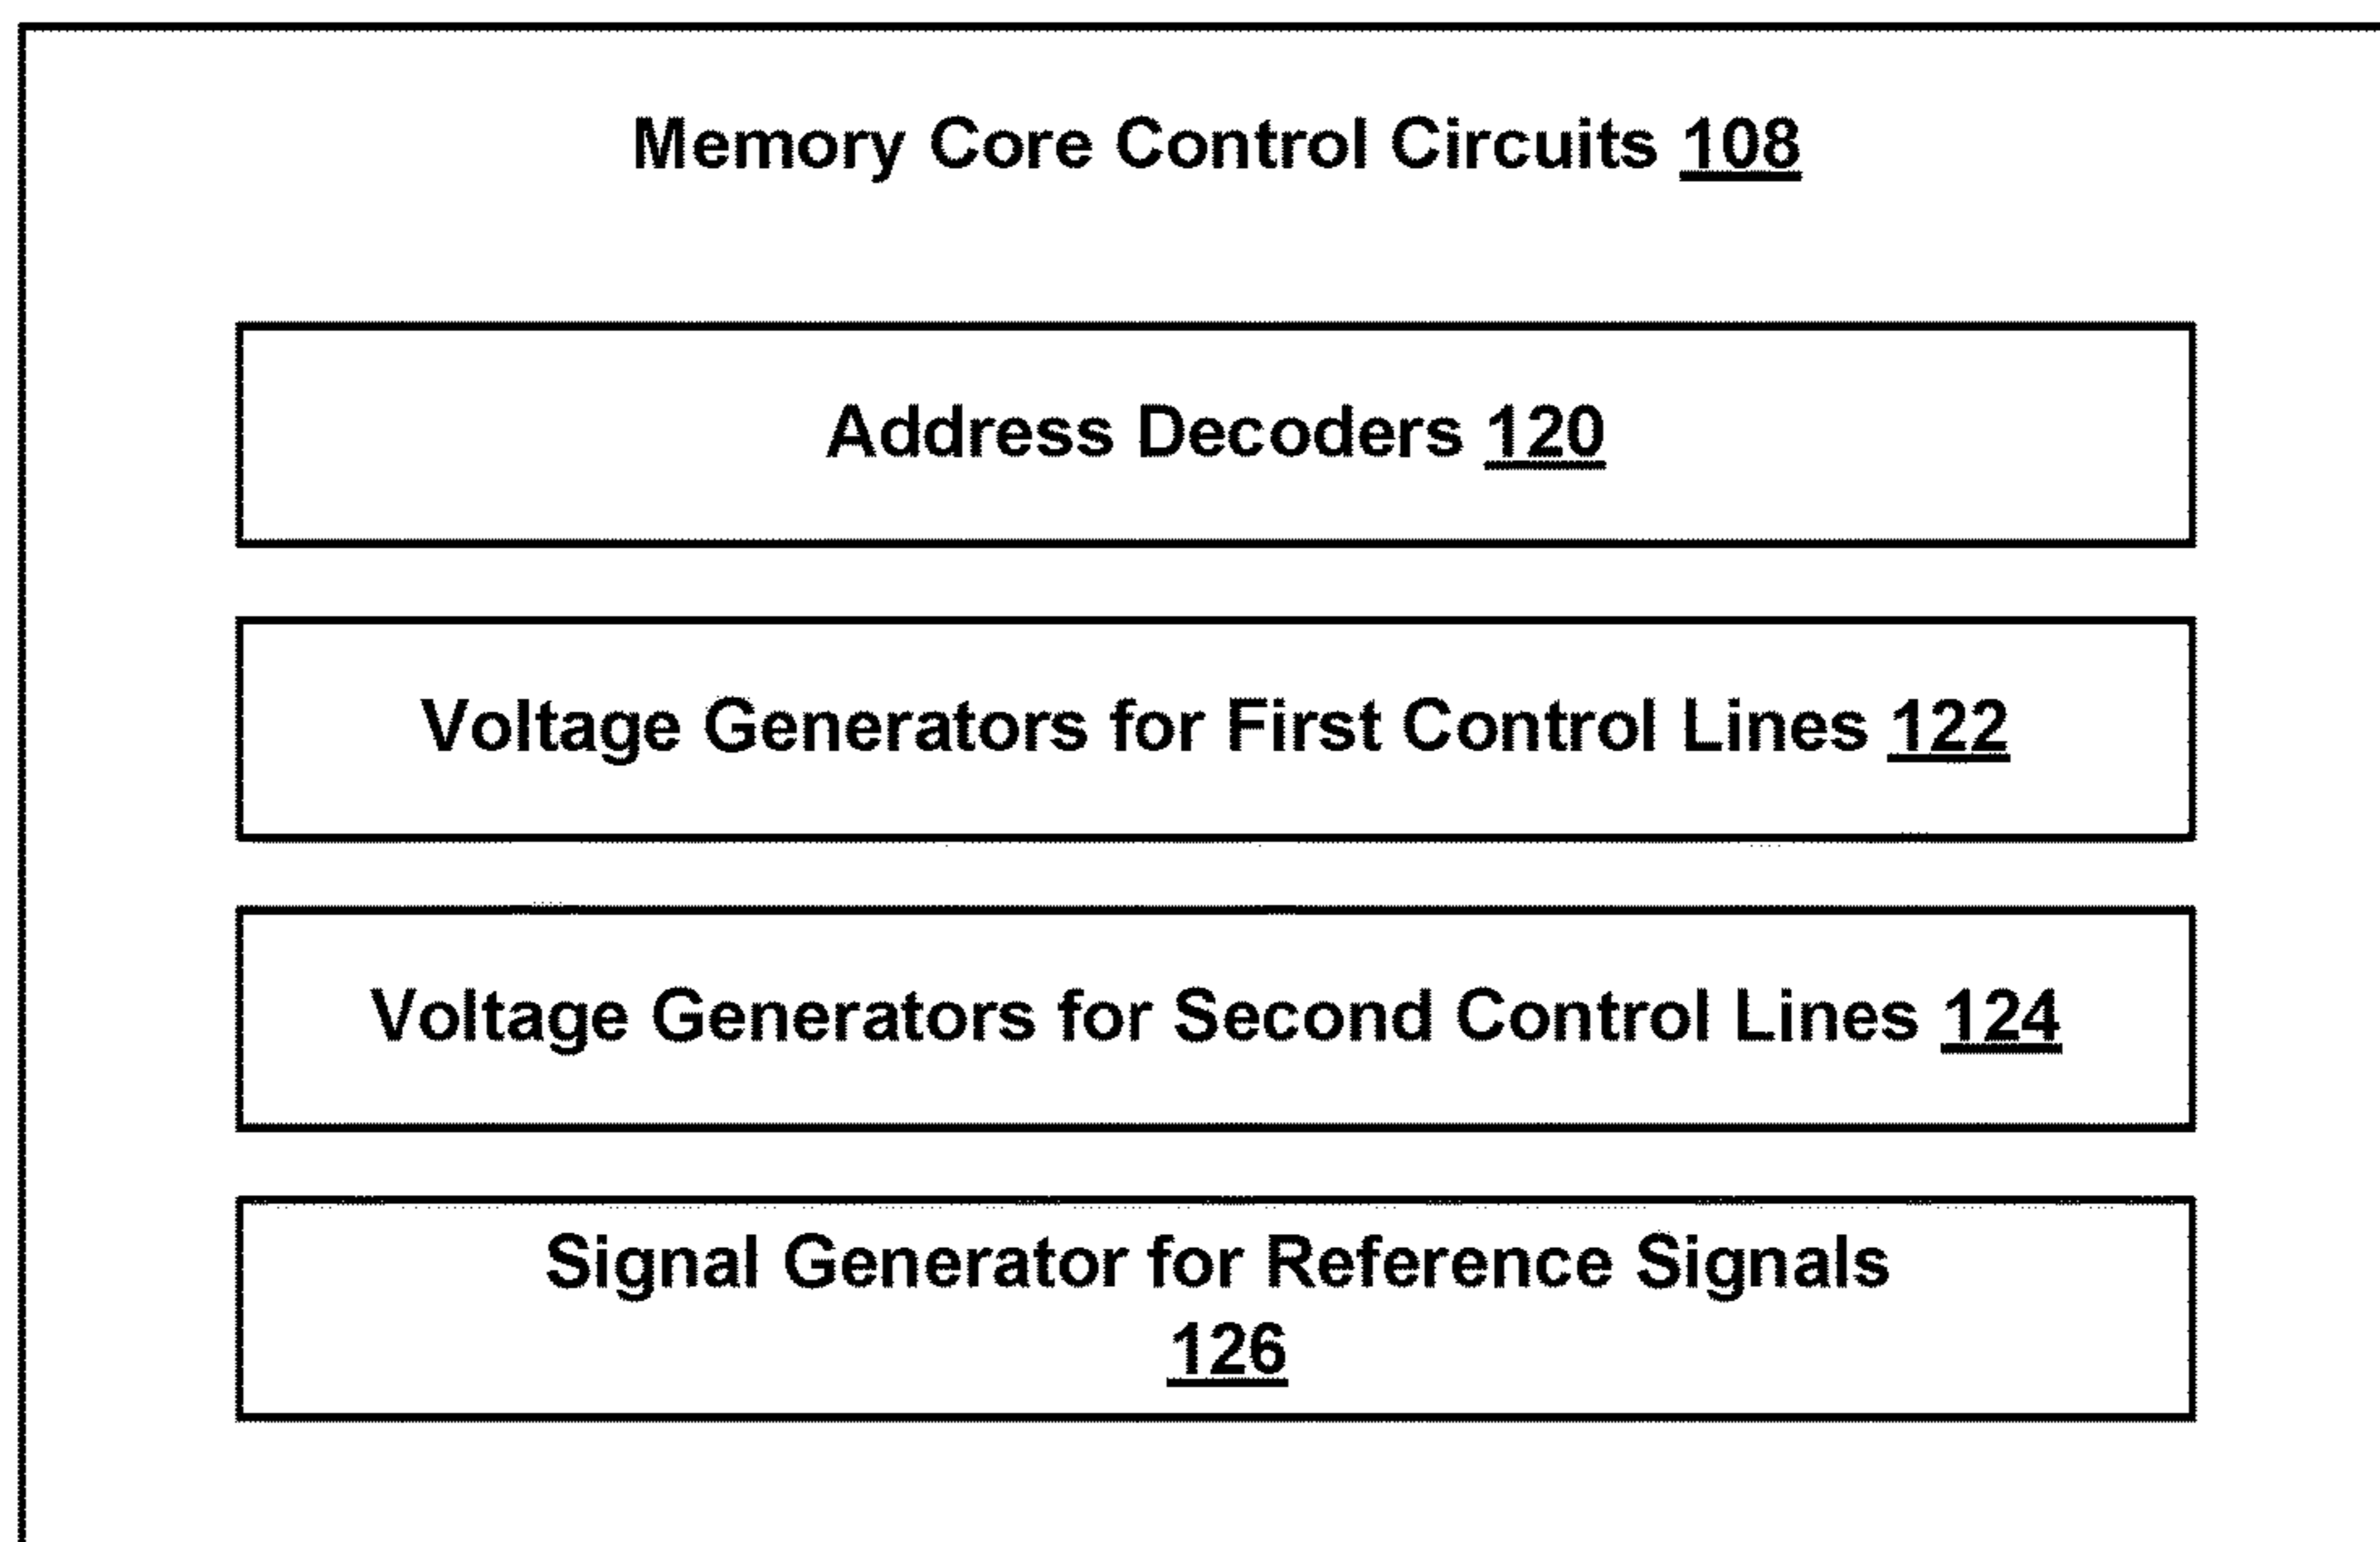 Memory Core Control Circuits 108
Address Decoders 120
Voltage Generators for First Control Lines 122
Voltage Generators for Second Control Lines 124
Signal Generator for Reference Signals
126